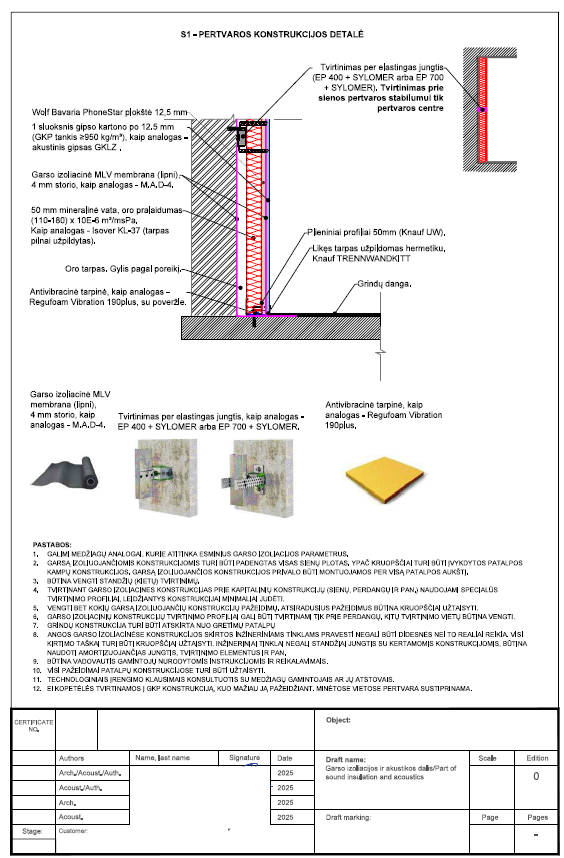 S1 – PERTVAROS KONSTRUKCIJOS DETALĖ
Tvirtinimas per elastingas jungtis
(EP 400 + SYLOMER arba EP 700
+ SYLOMER). Tvirtinimas prie
sienos pertvaros stabilumui tik
pertvaros centre
Wolf Bavaria PhoneStar plokštė 12,5 mm
1 sluoksnis gipso kartono po 12,5 mm
(GKP tankis ≥950 kg/m³), kaip analogas –
akustinis gipsas GKLZ .
Garso izoliacinė MLV membrana (lipni),
4 mm storio, kaip analogas - M.A.D-4.
50 mm mineralinė vata, oro pralaidumas
(110-180) x 10E-6 m³/msPa.
Kaip analogas - Isover KL-37 (tarpas
pilnai užpildytas).
Oro tarpas. Gylis pagal poreikį.
Antivibracinė tarpinė, kaip analogas –
Regufoam Vibration 190plus, su poveržle.
Plieniniai profiliai 50mm (Knauf UW).
Likęs tarpas užpildomas hermetiku,
Knauf TRENNWANDKITT
Grindų danga.
Garso izoliacinė MLV
membrana (lipni),
4 mm storio, kaip
analogas - M.A.D-4.
Tvirtinimas per elastingas jungtis, kaip analogas –
EP 400 + SYLOMER arba EP 700 + SYLOMER.
Antivibracinė tarpinė, kaip
analogas – Regufoam Vibration
190plus.
PASTABOS:
1. GALIMI MEDŽIAGŲ ANALOGAI, KURIE ATITINKA ESMINIUS GARSO IZOLIACIJOS PARAMETRUS.
2. GARSĄ IZOLIUOJANČIOMIS KONSTRUKCIJOMIS TURI BŪTI PADENGTAS VISAS SIENŲ PLOTAS. YPAČ KRUOPŠČIAI TURI BŪTI ĮVYKDYTOS PATALPOS
KAMPŲ KONSTRUKCIJOS. GARSĄ IZOLIUOJANČIOS KONSTRUKCIJOS PRIVALO BŪTI MONTUOJAMOS PER VISĄ PATALPOS AUKŠTĮ.
3. BŪTINA VENGTI STANDŽIŲ (KIETŲ) TVIRTINIMŲ.
4. TVIRTINANT GARSO IZOLIACINES KONSTRUKCIJAS PRIE KAPITALINIŲ KONSTRUKCIJŲ (SIENŲ, PERDANGŲ IR PAN.) NAUDOJAMI SPECIALŪS
TVIRTINIMO PROFILIAI, LEIDŽIANTYS KONSTRUKCIJAI MINIMALIAI JUDĖTI.
5. VENGTI BET KOKIŲ GARSĄ IZOLIUOJANČIŲ KONSTRUKCIJŲ PAŽEIDIMŲ, ATSIRADUSIUS PAŽEIDIMUS BŪTINA KRUOPŠČIAI UŽTAISYTI.
6. GARSO IZOLIACINIŲ KONSTRUKCIJŲ TVIRTINIMO PROFILIAI GALI BŪTI TVIRTINAMI TIK PRIE PERDANGŲ, KITŲ TVIRTINIMO VIETŲ BŪTINA VENGTI.
7. GRINDŲ KONSTRUKCIJA TURI BŪTI ATSKIRTA NUO GRETIMŲ PATALPŲ
8. ANGOS GARSO IZOLIACINĖSE KONSTRUKCIJOS SKIRTOS INŽINERINIAMS TINKLAMS PRAVESTI NEGALI BŪTI DIDESNĖS NEI TO REALIAI REIKIA. VISI
KIRTIMO TAŠKAI TURI BŪTI KRUOPŠČIAI UŽTAISYTI. INŽINERINIAI TINKLAI NEGALI STANDŽIAI JUNGTIS SU KERTAMOMIS KONSTRUKCIJOMIS, BŪTINA
NAUDOTI AMORTIZUOJANČIAS JUNGTIS, TVIRTINIMO ELEMENTUS IR PAN.
9. BŪTINA VADOVAUTIS GAMINTOJŲ NURODYTOMIS INSTRUKCIJOMIS IR REIKALAVIMAIS.
10. VISI PAŽEIDIMAI PATALPŲ KONSTRUKCIJOSE TURI BŪTI UŽTAISYTI.
11. TECHNOLOGINIAIS ĮRENGIMO KLAUSIMAIS KONSULTUOTIS SU MEDŽIAGŲ GAMINTOJAIS AR JŲ ATSTOVAIS.
12. EI KOPETĖLĖS TVIRTINAMOS Į GKP KONSTRUKCIJĄ, KUO MAŽIAU JĄ PAŽEIDŽIANT. MINĖTOSE VIETOSE PERTVARA SUSTIPRINAMA.
CERTIFICATE
NO.
Object:
Authors Name, last name Signature Date
Arch./Acoust./Auth. 2025
Acoust./Auth. 2025
Arch. 2025
Acoust. 2025
Stage: Customer:
Draft name:
Garso izoliacijos ir akustikos dalis/Part of
sound insulation and acoustics
Scale Edition
0
Draft marking: Page Pages
-